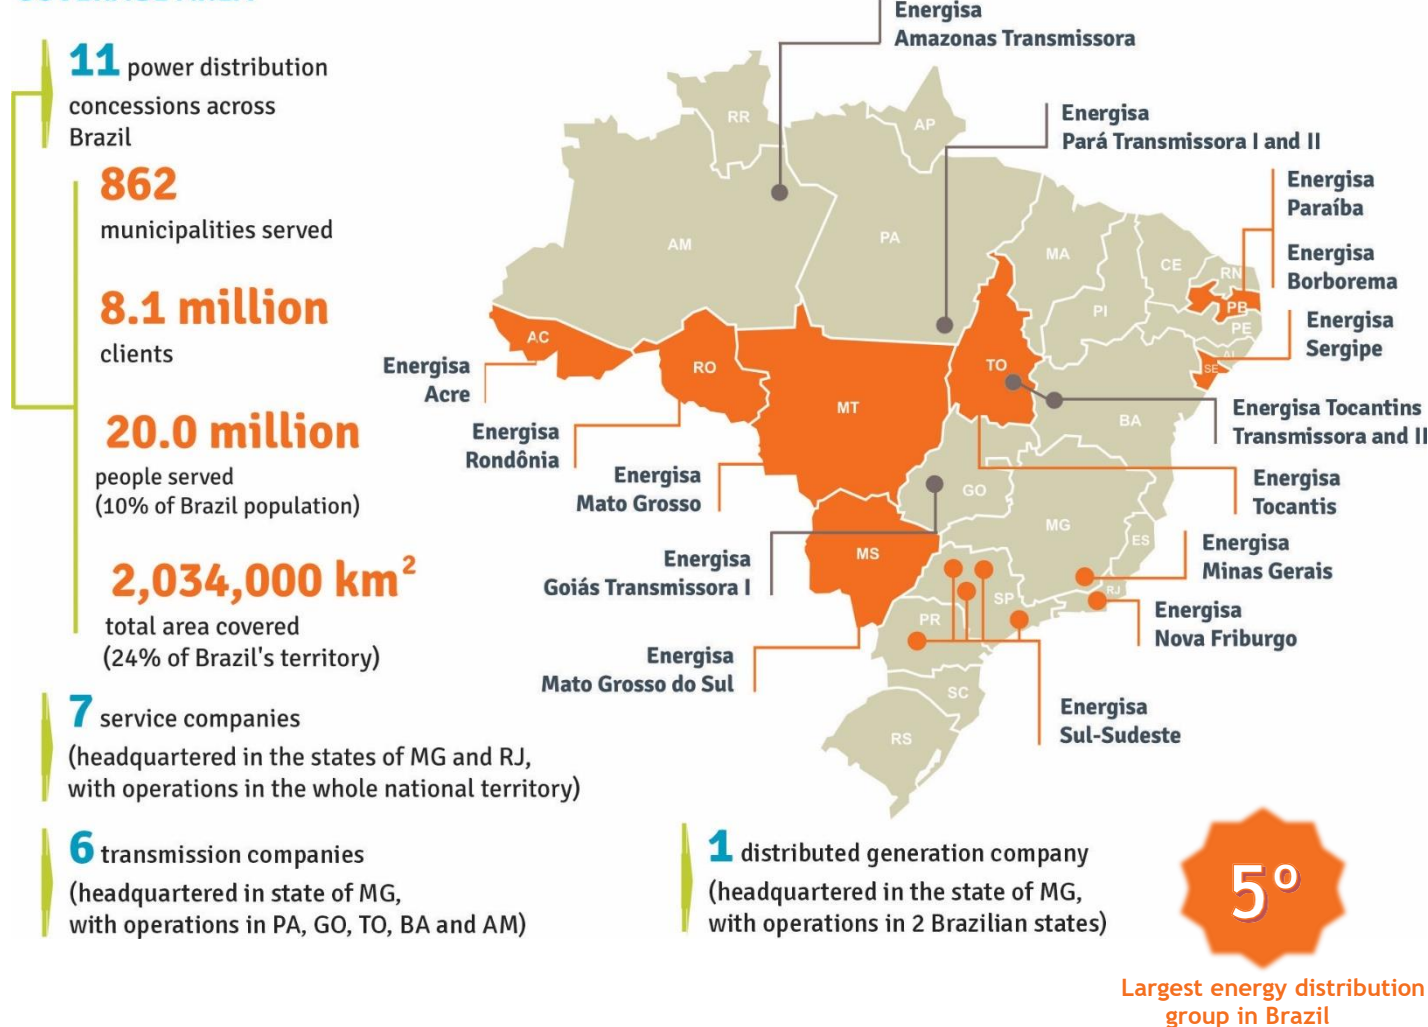 11 power distribution
concessions across
Brazil
862
municipalities served
8.1 million
clients
20.0 million
people served
(10% of Brazil population)
2,034,000 km²
total area covered
(24% of Brazil's territory)
7 service companies
(headquartered in the states of MG and RJ,
with operations in the whole national territory)
6 transmission companies
(headquartered in state of MG,
with operations in PA, GO, TO, BA and AM)
1 distributed generation company
(headquartered in the state of MG,
with operations in 2 Brazilian states)
5º
Largest energy distribution
group in Brazil
Energisa
Amazonas Transmissora
Energisa
Pará Transmissora I and II
Energisa
Paraíba
Energisa
Borborema
Energisa
Sergipe
Energisa Tocantins
Transmissora and II
Energisa
Tocantis
Energisa
Minas Gerais
Energisa
Nova Friburgo
Energisa
Sul-Sudeste
Energisa
Acre
Energisa
Rondônia
Energisa
Mato Grosso
Energisa
Goiás Transmissora I
Energisa
Mato Grosso do Sul
RR
AP
AM
PA
MA
CE
RN
PB
PI
PE
AL
SE
AC
RO
TO
MT
BA
GO
MG
ES
MS
SP
RJ
PR
SC
RS